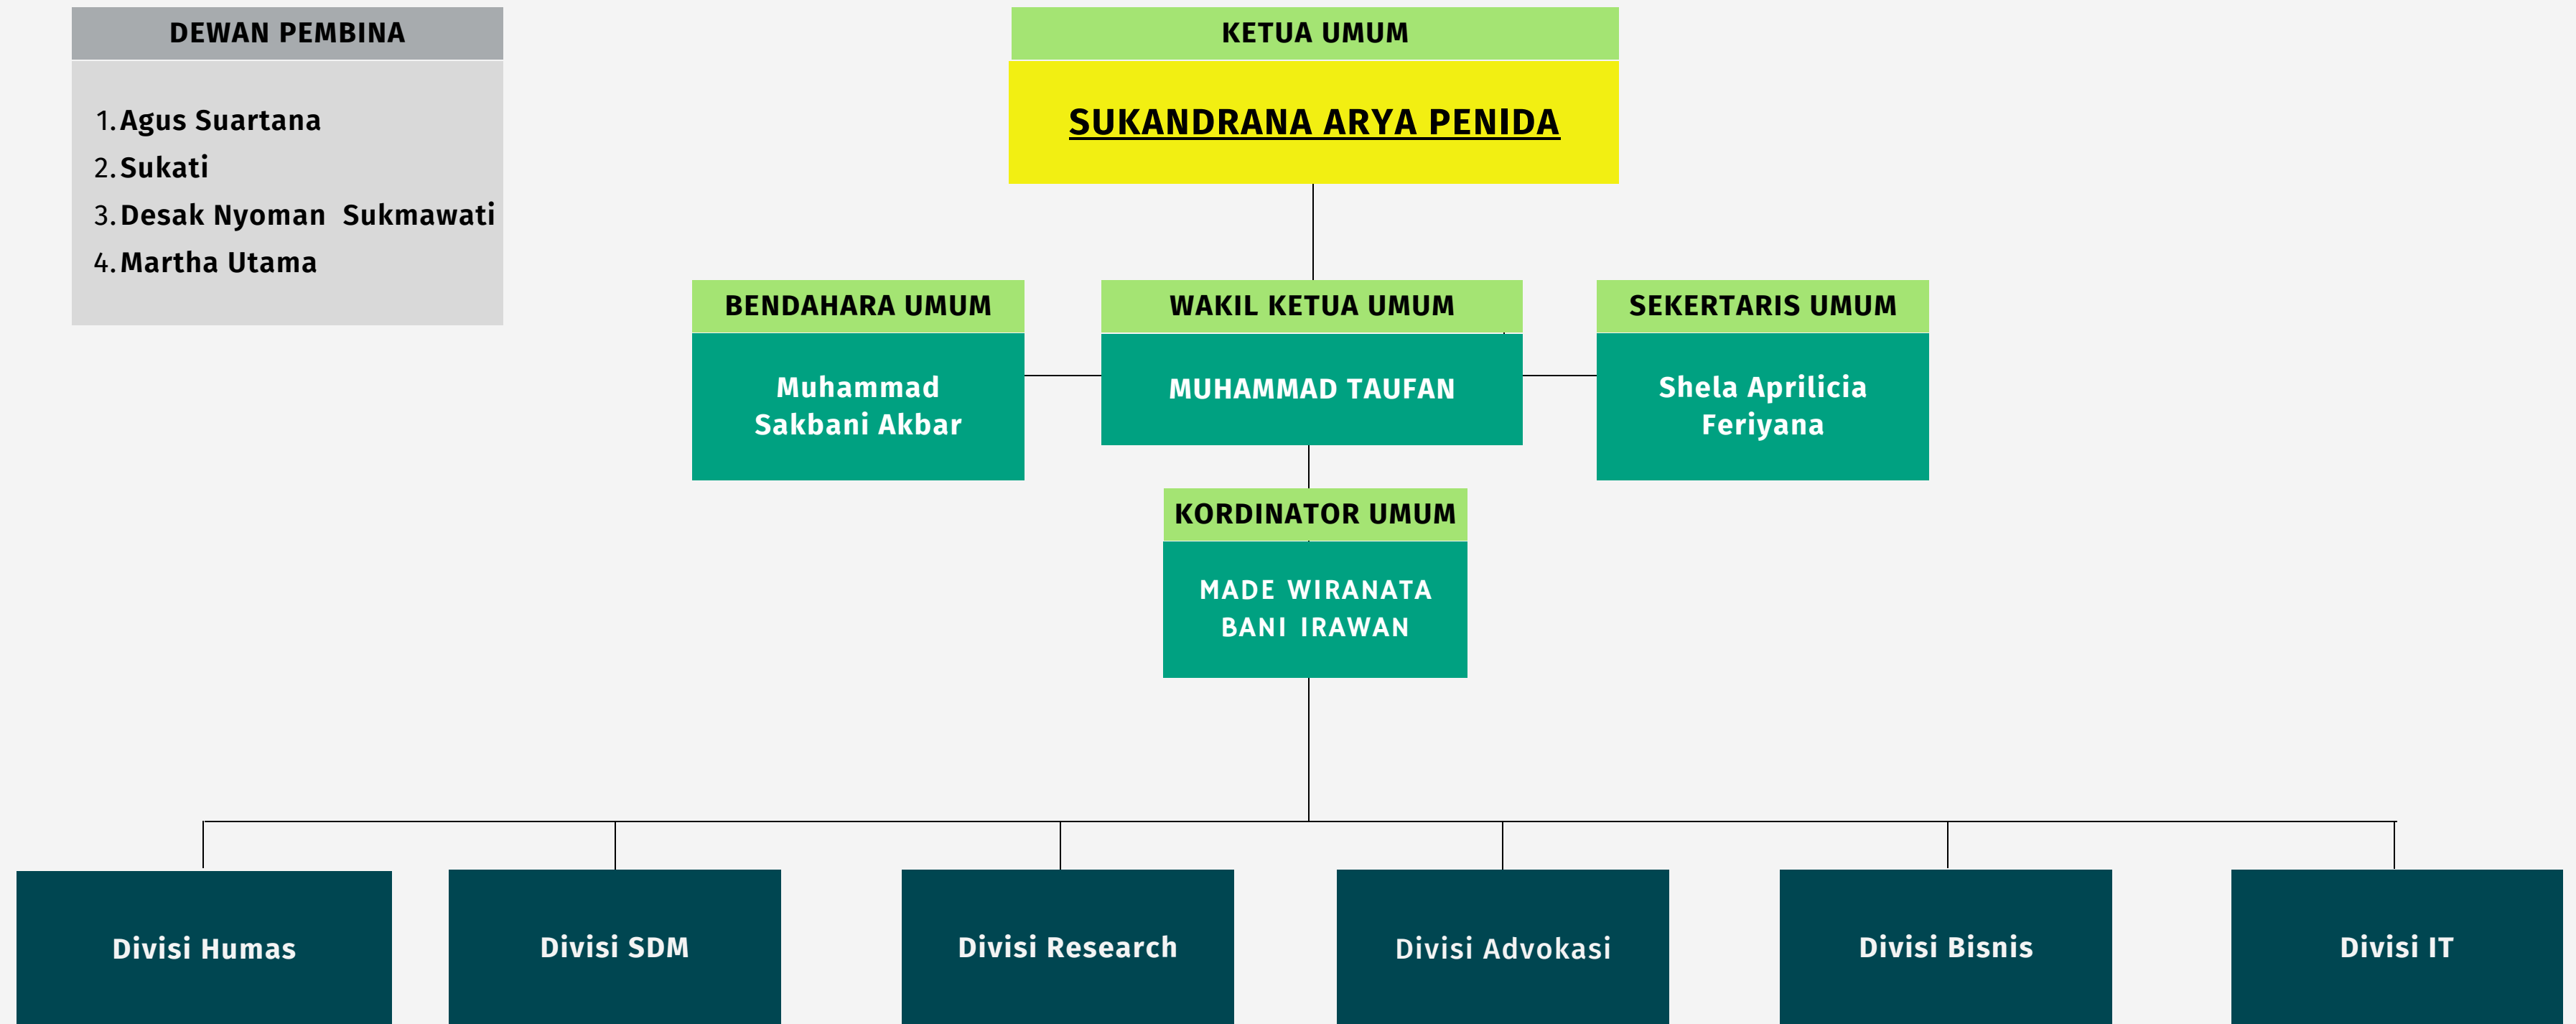 DEWAN PEMBINA
1. Agus Suartana
2. Sukati
3. Desak Nyoman Sukmawati
4. Martha Utama
KETUA UMUM
SUKANDRANA ARYA PENIDA
BENDAHARA UMUM
Muhammad
Sakbani Akbar
WAKIL KETUA UMUM
MUHAMMAD TAUFAN
SEKERTARIS UMUM
Shela Aprilicia
Feriyana
KORDINATOR UMUM
MADE WIRANATA
BANI IRAWAN
Divisi Humas
Divisi SDM
Divisi Research
Divisi Advokasi
Divisi Bisnis
Divisi IT